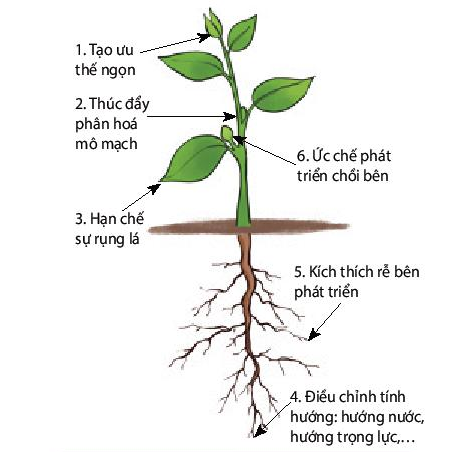 1. Tạo ưu
thế ngọn
2. Thúc đẩy
phân hoá
mô mạch
3. Hạn chế
sự rụng lá
6. Ức chế phát
triển chồi bên
5. Kích thích rễ bên
phát triển
4. Điều chỉnh tính
hướng: hướng nước,
hướng trọng lực,...